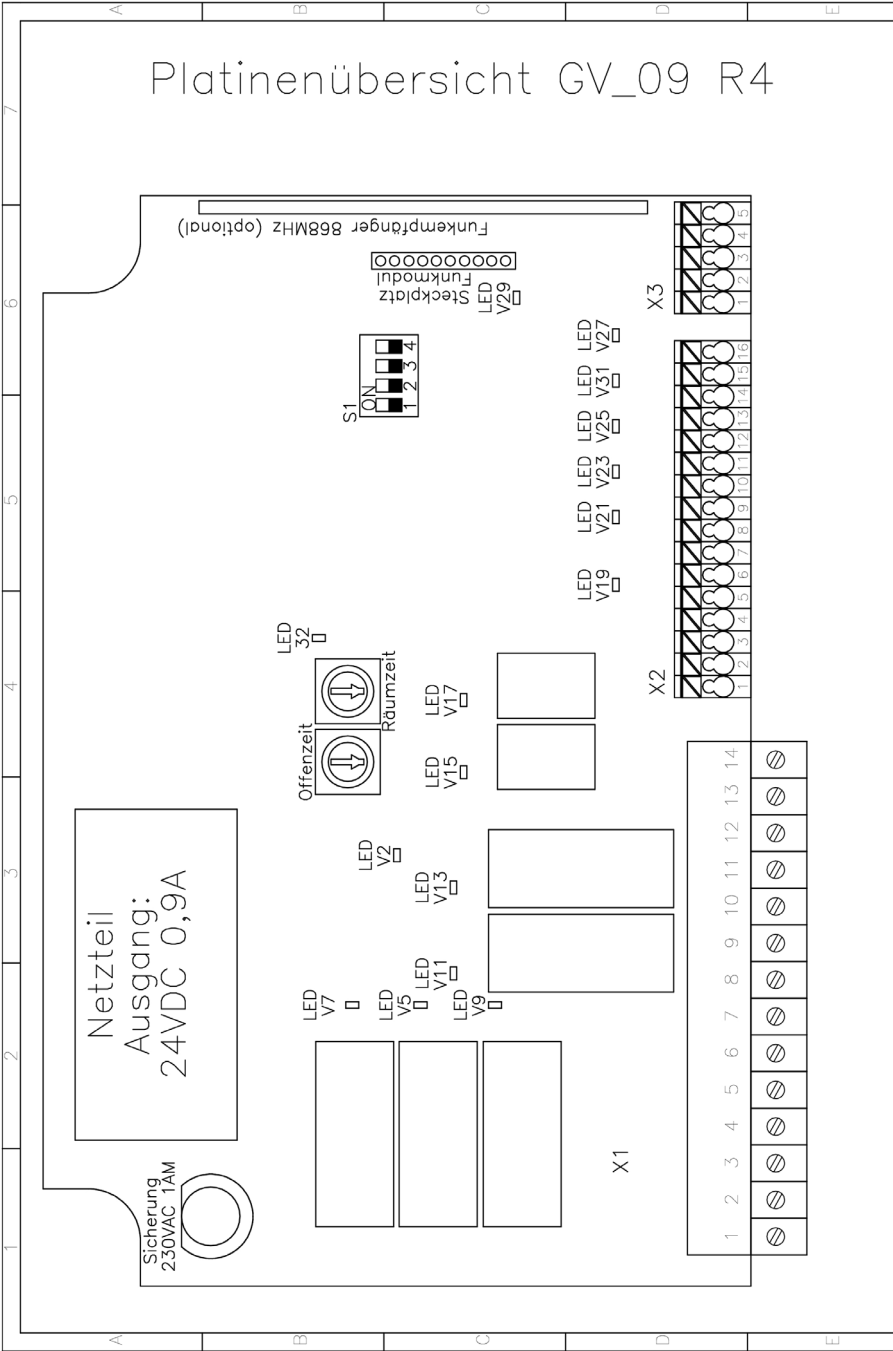 Platinenübersicht GV_09 R4
A
B
C
D
E
7
6
5
4
3
2
1
Funkempfänger 868MHz (optional)
Steckplatz
Funkmodul
LED
V29
S1
ON
1 2 3 4
LED
V27
LED
V31
LED
V25
LED
V23
LED
V21
LED
V19
X3
1 2 3 4 5
X2
1 2 3 4 5 6 7 8 9 10 11 12 13 14 15 16
LED
32
Räumzeit
Offenzeit
LED
V17
LED
V15
LED
V2
LED
V13
LED
V11
LED
V7
LED
V5
LED
V9
Netzteil
Ausgang:
24VDC 0,9A
Sicherung
230VAC 1AM
X1
1 2 3 4 5 6 7 8 9 10 11 12 13 14
A
B
C
D
E